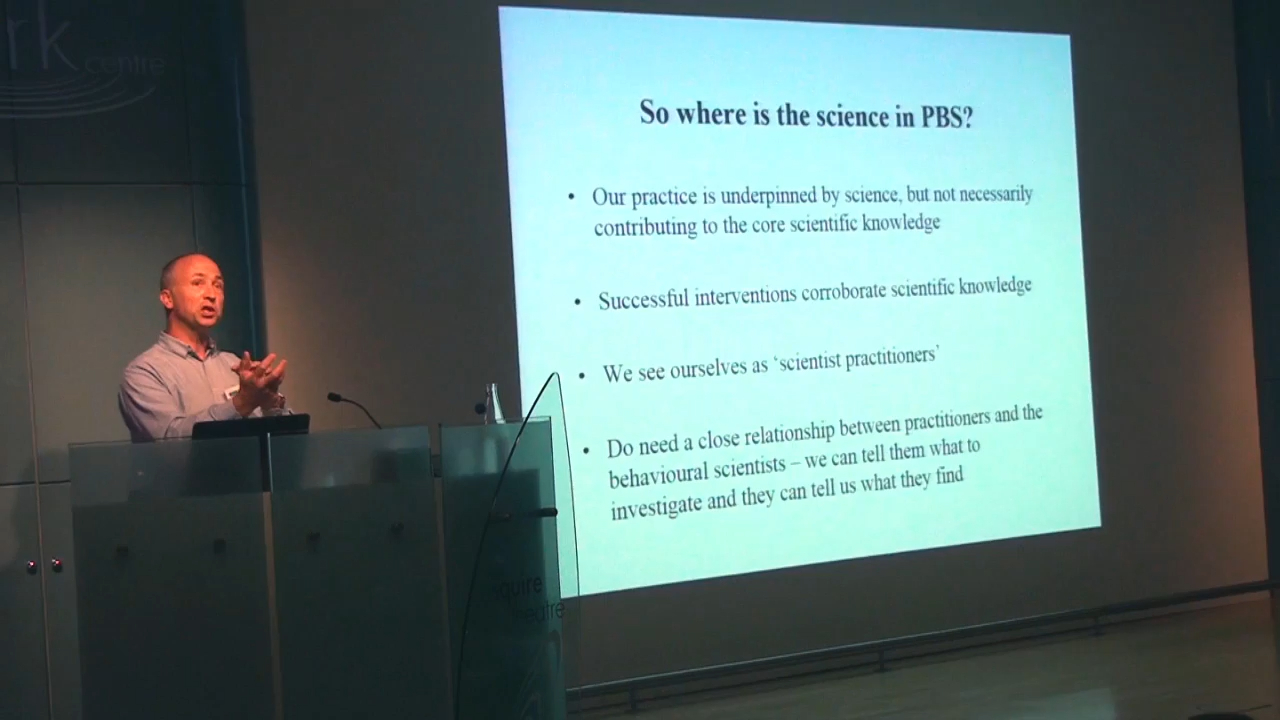 rk
centre
So where is the science in PBS?
• Our practice is underpinned by science, but not necessarily
contributing to the core scientific knowledge
• Successful interventions corroborate scientific knowledge
• We see ourselves as ‘scientist practitioners’
• Do need a close relationship between practitioners and the
behavioural scientists – we can tell them what to
investigate and they can tell us what they find
quire